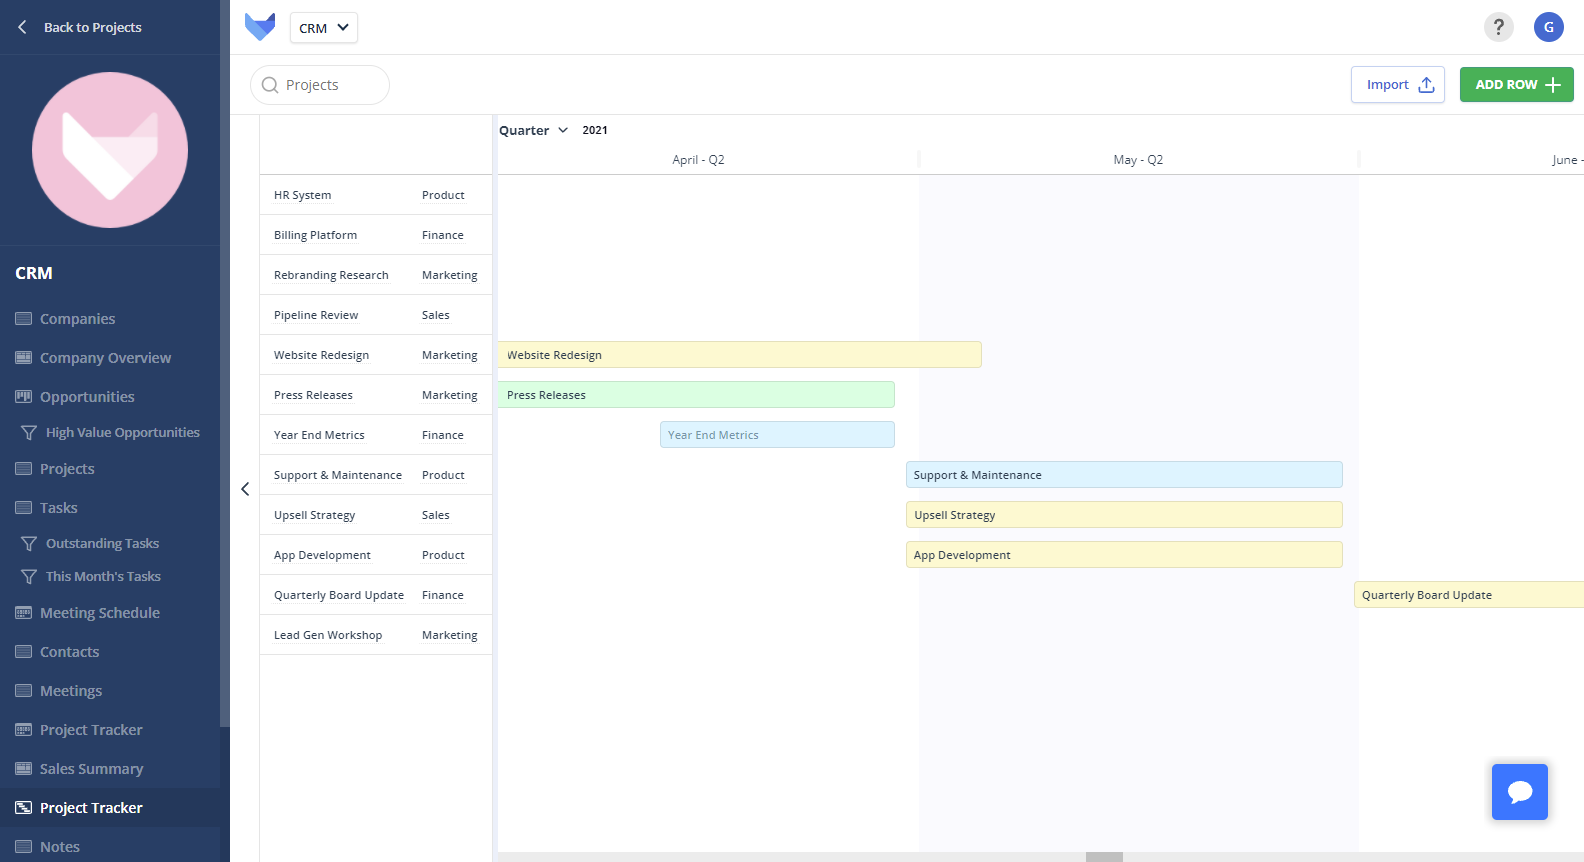 Back to Projects
CRM
?
G
Projects
Import
ADD ROW
Quarter 2021
April - Q2 May - Q2 June -
CRM
Companies
Company Overview
Opportunities
High Value Opportunities
Projects
Tasks
Outstanding Tasks
This Month's Tasks
Meeting Schedule
Contacts
Meetings
Project Tracker
Sales Summary
Project Tracker
Notes
HR System Product
Billing Platform Finance
Rebranding Research Marketing
Pipeline Review Sales
Website Redesign Marketing Website Redesign
Press Releases Marketing Press Releases
Year End Metrics Finance Year End Metrics
Support & Maintenance Product Support & Maintenance
Upsell Strategy Sales Upsell Strategy
App Development Product App Development
Quarterly Board Update Finance Quarterly Board Update
Lead Gen Workshop Marketing